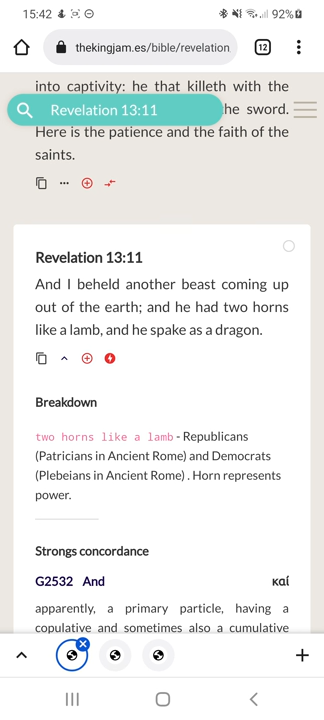 15:42
92%
thekingjam.es/bible/revelation
12
into captivity: he that killeth with the
Revelation 13:11
he sword.
Here is the patience and the faith of the
saints.
Revelation 13:11
And I beheld another beast coming up
out of the earth; and he had two horns
like a lamb, and he spake as a dragon.
Breakdown
two horns like a lamb - Republicans
(Patricians in Ancient Rome) and Democrats
(Plebeians in Ancient Rome) . Horn represents
power.
Strongs concordance
G2532 And καί
apparently, a primary particle, having a
copulative and sometimes also a cumulative